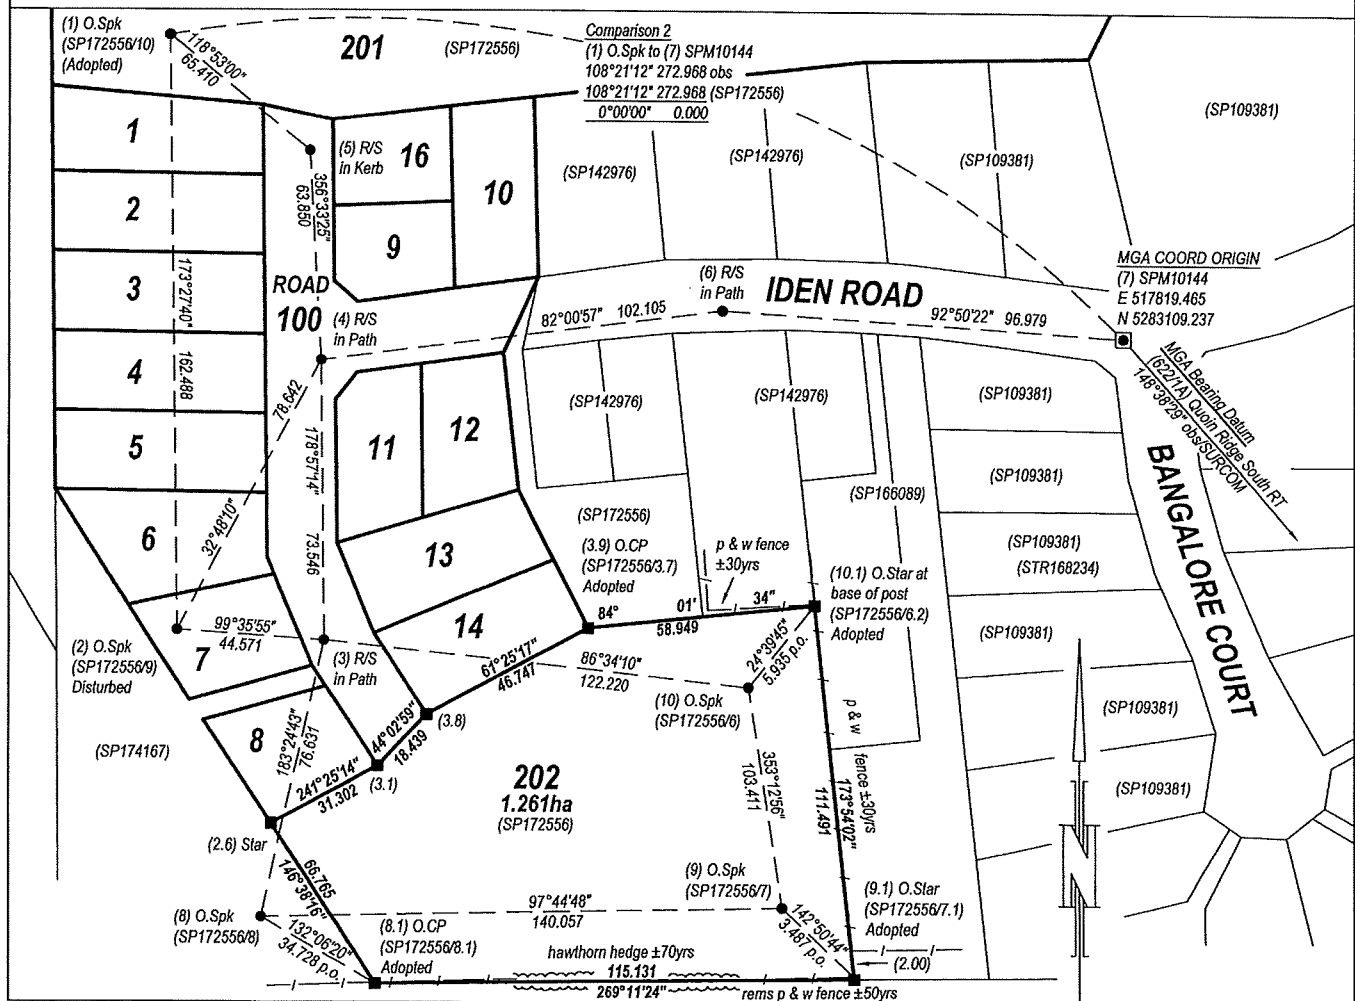 (1) O.Spk
(SP172556/10)
(Adopted)
118°53'00"
65.410
201
(SP172556)
Comparison 2
(1) O.Spk to (7) SPM10144
108°21'12" 272.968 obs
108°21'12" 272.968 (SP172556)
0°00'00" 0.000
(SP109381)
1
2
3
4
5
6
7
8
173°27'40"
162.488
(5) R/S
in Kerb
356°33'25"
63.850
16
9
10
(SP142976)
(SP142976)
(SP109381)
ROAD
100
(4) R/S
in Path
82°00'57" 102.105
(6) R/S
in Path
IDEN ROAD
92°50'22" 96.979
MGA COORD ORIGIN
(7) SPM10144
E 517819.465
N 5283109.237
MGA Bearing Datum
(622/1A) Quoin Ridge South RT
148°38'29" obs/SURCOM
78.642
32°48'10"
178°57'14"
73.546
11
12
13
14
(SP142976)
(SP142976)
(SP109381)
(SP109381)
(SP109381)
(STR168234)
(SP109381)
(SP109381)
(SP109381)
BANGALORE COURT
(SP166089)
(SP172556)
(3.9) O.CP
(SP172556/3.7)
Adopted
p & w fence
±30yrs
84° 01' 34"
58.949
(10.1) O.Star at
base of post
(SP172556/6.2)
Adopted
99°35'55"
44.571
(2) O.Spk
(SP172556/9)
Disturbed
(3) R/S
in Path
61°25'17"
46.747
86°34'10"
122.220
24°39'45"
5.935 p.o.
(10) O.Spk
(SP172556/6)
(3.8)
44°02'59"
18.439
(3.1)
183°24'43"
76.631
241°25'14"
31.302
(SP174167)
(2.6) Star
202
1.261ha
(SP172556)
353°12'56"
103.411
p & w fence ±30yrs
173°54'02"
111.491
66.765
146°38'16"
(8) O.Spk
(SP172556/8)
132°06'20"
34.728 p.o.
(8.1) O.CP
(SP172556/8.1)
Adopted
97°44'48"
140.057
(9) O.Spk
(SP172556/7)
142°50'44"
3.487 p.o.
(9.1) O.Star
(SP172556/7.1)
Adopted
(2.00)
hawthorn hedge ±70yrs
115.131
269°11'24"
rems p & w fence ±50yrs
N